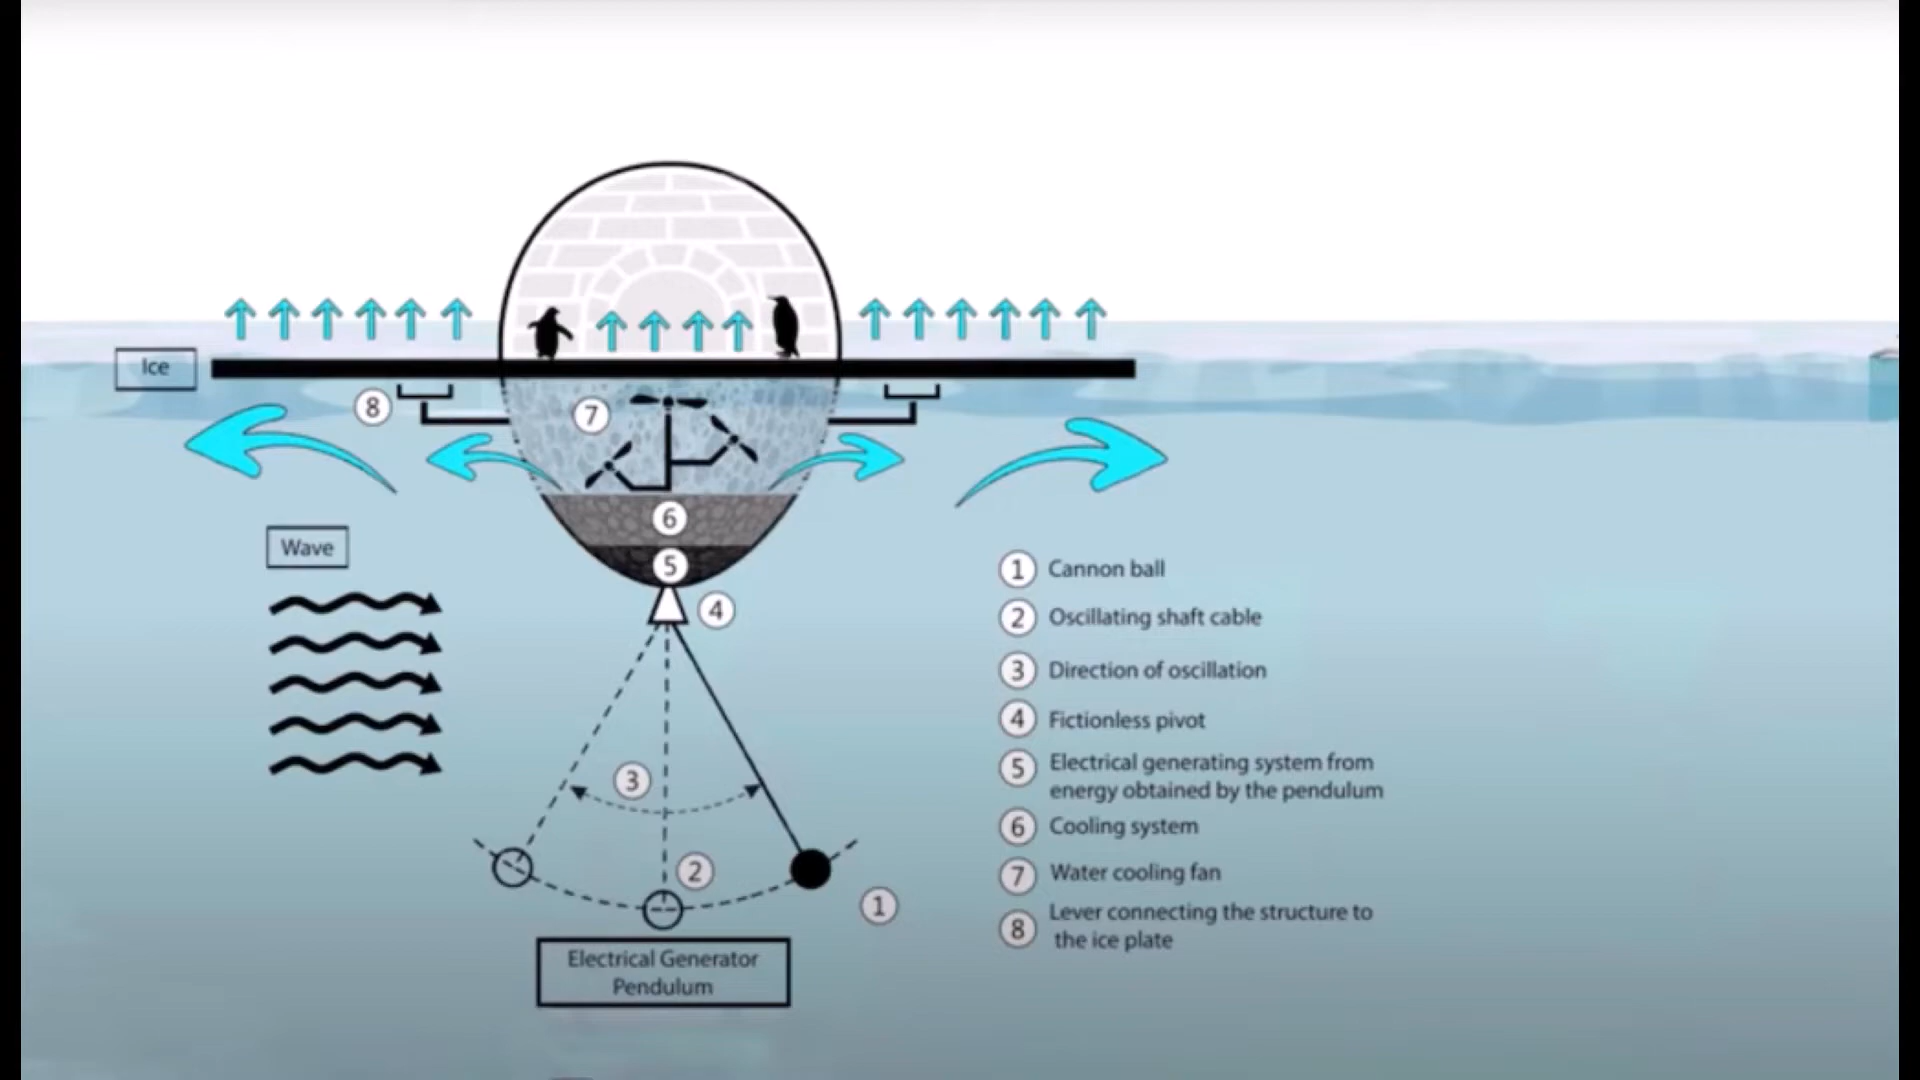 Ice
8
7
6
Wave
5
4
3
2
1
Electrical Generator
Pendulum
1 Cannon ball
2 Oscillating shaft cable
3 Direction of oscillation
4 Fictionless pivot
5 Electrical generating system from
energy obtained by the pendulum
6 Cooling system
7 Water cooling fan
8 Lever connecting the structure to
the ice plate